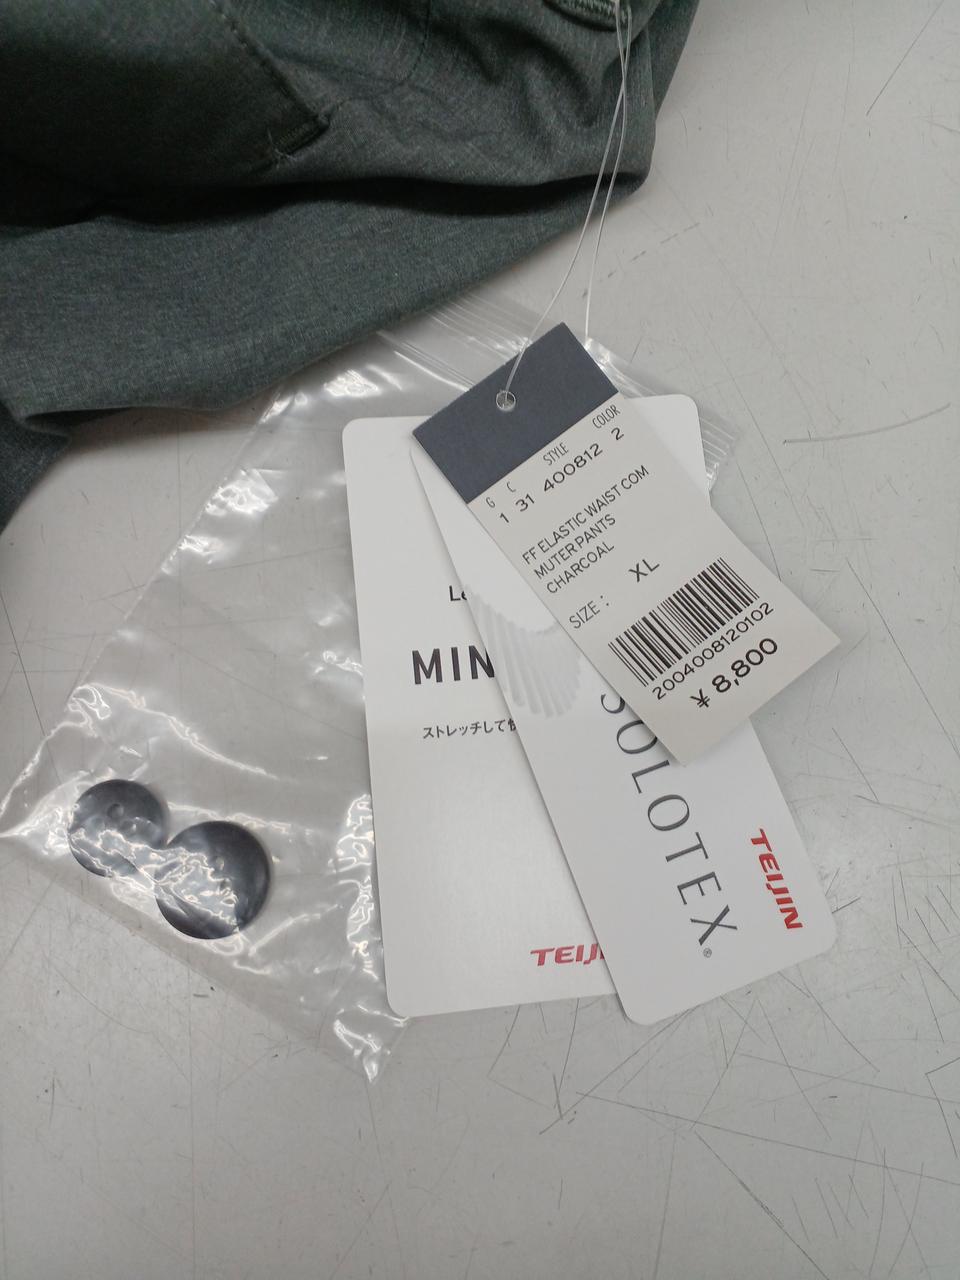 G C STYLE COLOR
1 31 400812 2
FF ELASTIC WAIST COM
MUTER PANTS
CHARCOAL
SIZE : XL
2004008120102
¥ 8,800
MIN
ストレッチして
TEIJ
SOLOTEX®
TEIJIN